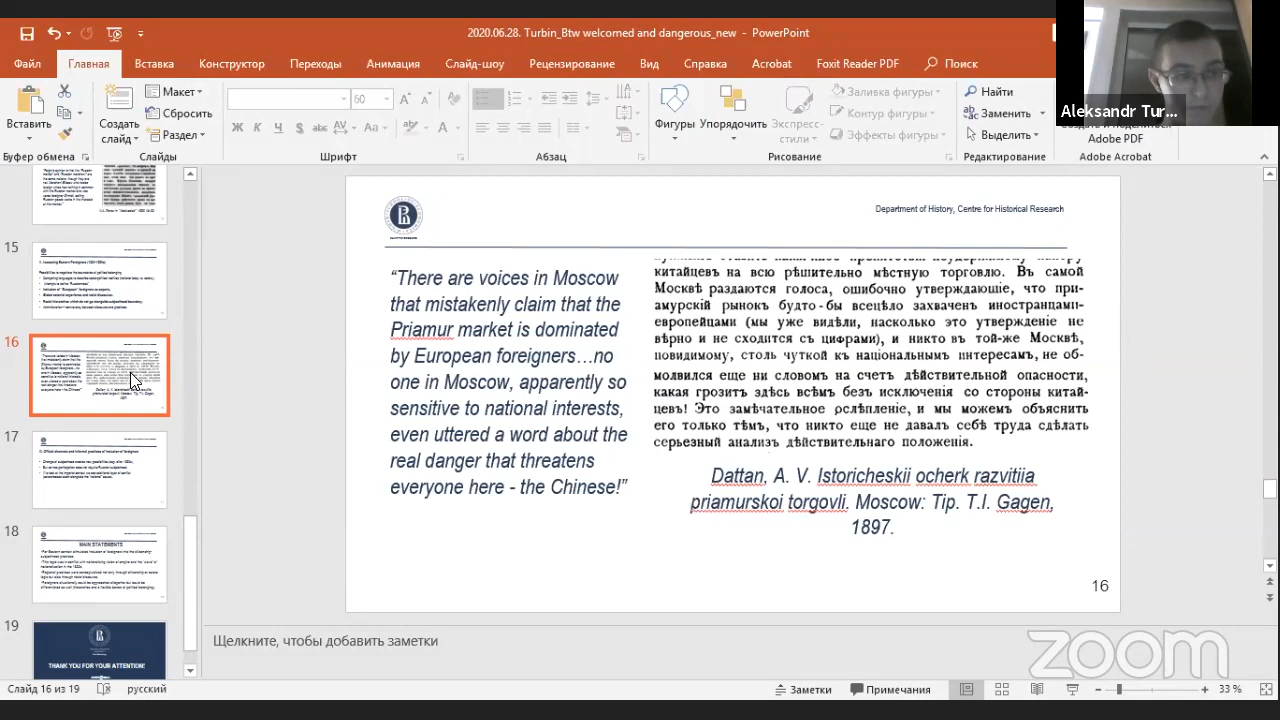 2020.06.28. Turbin_Btw welcomed and dangerous_new - PowerPoint
Файл
Главная
Вставка
Конструктор
Переходы
Анимация
Слайд-шоу
Рецензирование
Вид
Справка
Acrobat
Foxit Reader PDF
Поиск
Aleksandr Tur...
Вставить
Создать
слайд
Макет
Сбросить
Раздел
60
Ж К Ч S abc AV Aa
Фигуры
Упорядочить
Экспресс-
стили
Заливка фигуры
Контур фигуры
Эффекты фигуры
Найти
Заменить
Выделить
Adobe PDF
Буфер обмена
Слайды
Шрифт
Абзац
Рисование
Редактирование
Adobe Acrobat
15
16
17
18
MAIN STATEMENTS
19
THANK YOU FOR YOUR ATTENTION!
Department of History, Centre for Historical Research
“There are voices in Moscow
that mistakenly claim that the
Priamur market is dominated
by European foreigners…no
one in Moscow, apparently so
sensitive to national interests,
even uttered a word about the
real danger that threatens
everyone here - the Chinese!”
китайцевъ на всю рѣшительно мѣстную торговлю. Въ самой
Москвѣ раздаются голоса, ошибочно утверждающіе, что при-
амурскій рынокъ будто-бы всецѣло захваченъ иностранцами-
европейцами (мы уже видѣли, насколько это утвержденіе не
вѣрно и не сходится съ цифрами), и никто въ той-же Москвѣ,
повидимому, столь чуткой къ національнымъ интересамъ, не об-
молвился еще ни словомъ на счетъ дѣйствительной опасности,
какая грозитъ здѣсь всѣмъ безъ исключенія со стороны китай-
цевъ! Это замѣчательное ослѣпленіе, и мы можемъ объяснить
его только тѣмъ, что никто еще не давалъ себѣ труда сдѣлать
серьезный анализъ дѣйствительнаго положенія.
Dattan, A. V. Istoricheskii ocherk razvitiia
priamurskoi torgovli. Moscow: Tip. T.I. Gagen,
1897.
16
Щелкните, чтобы добавить заметки
zoom
Слайд 16 из 19
русский
Заметки
Примечания
33 %